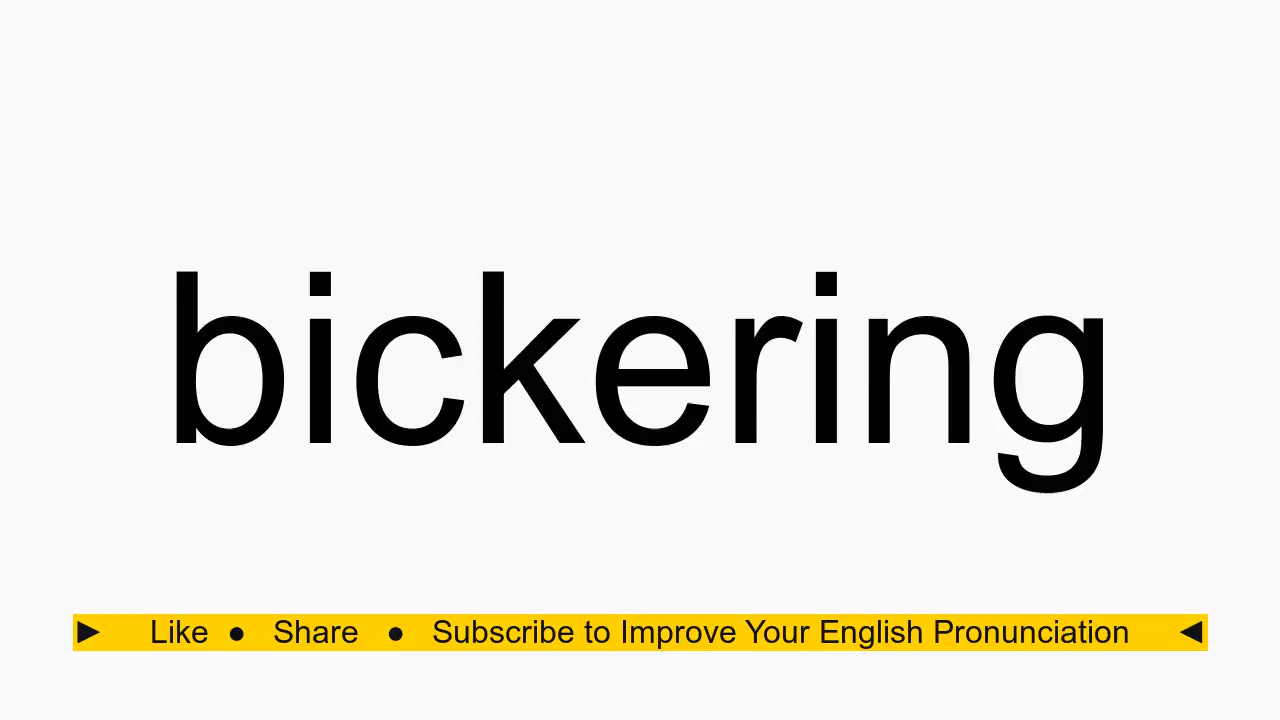 bickering
▶ Like ● Share ● Subscribe to Improve Your English Pronunciation ◀